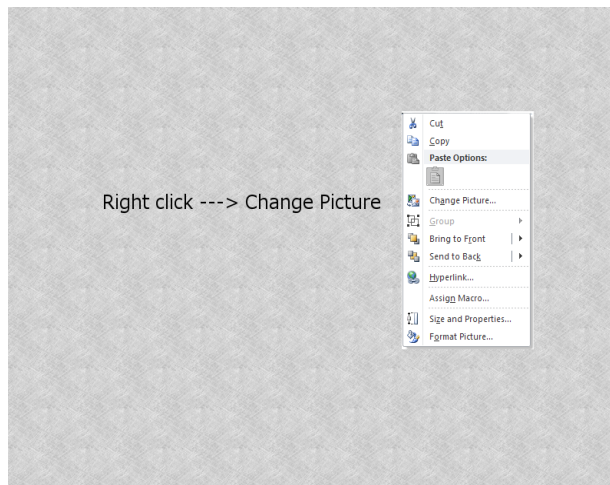 Right click ---> Change Picture
Cut
Copy
Paste Options:
Change Picture...
Group
Bring to Front
Send to Back
Hyperlink...
Assign Macro...
Size and Properties...
Format Picture...